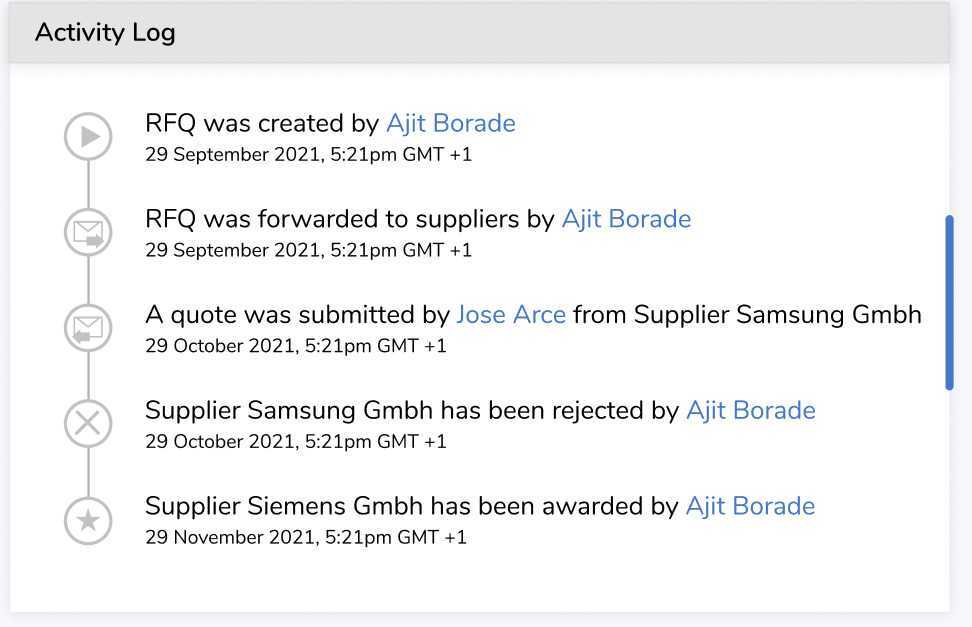 Activity Log
RFQ was created by Ajit Borade
29 September 2021, 5:21pm GMT +1
RFQ was forwarded to suppliers by Ajit Borade
29 September 2021, 5:21pm GMT +1
A quote was submitted by Jose Arce from Supplier Samsung Gmbh
29 October 2021, 5:21pm GMT +1
Supplier Samsung Gmbh has been rejected by Ajit Borade
29 October 2021, 5:21pm GMT +1
Supplier Siemens Gmbh has been awarded by Ajit Borade
29 November 2021, 5:21pm GMT +1